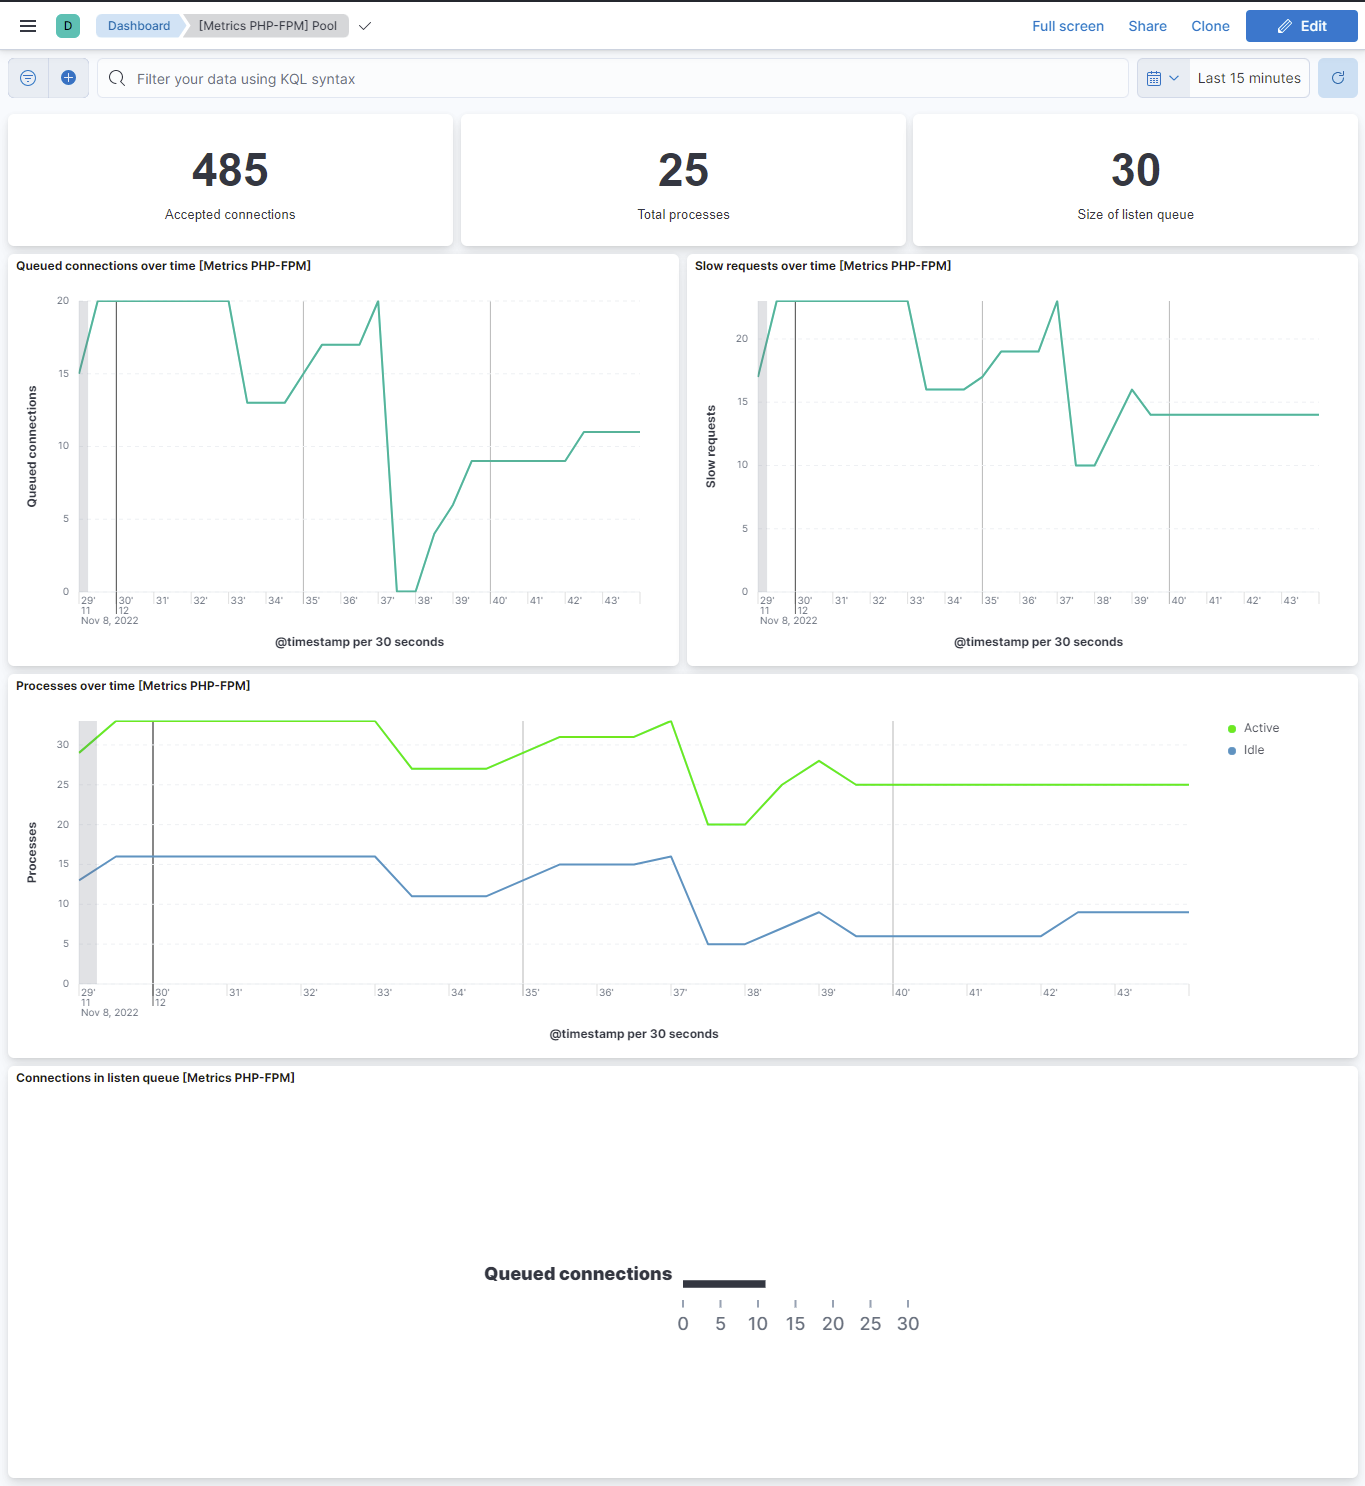 D Dashboard [Metrics PHP-FPM] Pool Full screen Share Clone Edit
Filter your data using KQL syntax Last 15 minutes
485 25 30
Accepted connections Total processes Size of listen queue
Queued connections over time [Metrics PHP-FPM]
20
15
10
5
0
Queued connections
29' 30' 31' 32' 33' 34' 35' 36' 37' 38' 39' 40' 41' 42' 43'
11 12
Nov 8, 2022
@timestamp per 30 seconds
Slow requests over time [Metrics PHP-FPM]
20
15
10
5
0
Slow requests
29' 30' 31' 32' 33' 34' 35' 36' 37' 38' 39' 40' 41' 42' 43'
11 12
Nov 8, 2022
@timestamp per 30 seconds
Processes over time [Metrics PHP-FPM]
30
25
20
15
10
5
0
Processes
Active
Idle
29' 30' 31' 32' 33' 34' 35' 36' 37' 38' 39' 40' 41' 42' 43'
11 12
Nov 8, 2022
@timestamp per 30 seconds
Connections in listen queue [Metrics PHP-FPM]
Queued connections
0 5 10 15 20 25 30